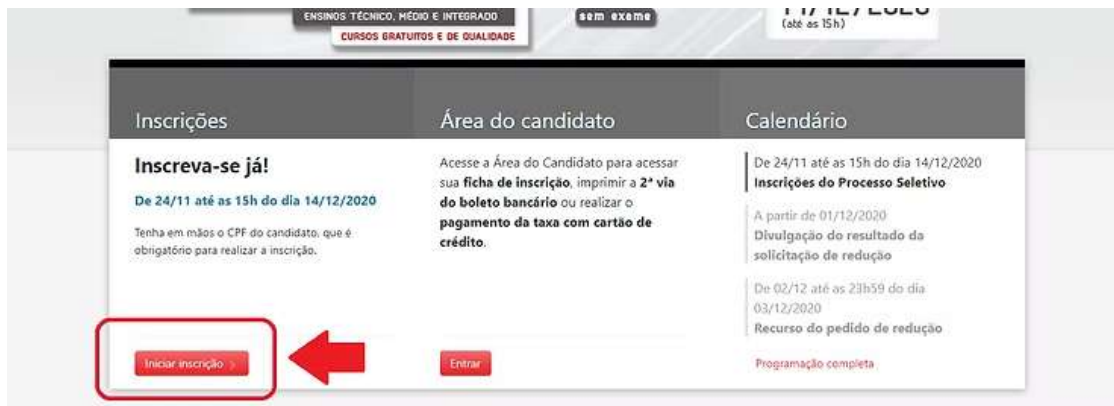 ENSINOS TÉCNICO, MÉDIO E INTEGRADO
CURSOS GRATUITOS E DE QUALIDADE
sem exame
(até as 15h)
Inscrições
Inscreva-se já!
De 24/11 até as 15h do dia 14/12/2020
Tenha em mãos o CPF do candidato, que é
obrigatório para realizar a inscrição.
Iniciar inscrição >
Área do candidato
Acesse a Área do Candidato para acessar
sua ficha de inscrição, imprimir a 2ª via
do boleto bancário ou realizar o
pagamento da taxa com cartão de
crédito.
Entrar
Calendário
De 24/11 até as 15h do dia 14/12/2020
Inscrições do Processo Seletivo
A partir de 01/12/2020
Divulgação do resultado da
solicitação de redução
De 02/12 até as 23h59 do dia
03/12/2020
Recurso do pedido de redução
Programação completa